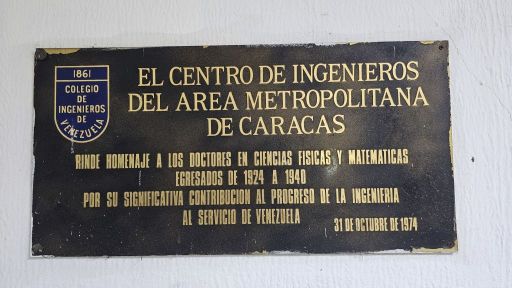 1861
COLEGIO
DE
INGENIEROS
DE
VENEZUELA
EL CENTRO DE INGENIEROS
DEL AREA METROPOLITANA
DE CARACAS
RINDE HOMENAJE A LOS DOCTORES EN CIENCIAS FISICAS Y MATEMATICAS
EGRESADOS DE 1924 A 1940
POR SU SIGNIFICATIVA CONTRIBUCION AL PROGRESO DE LA INGENIERIA
AL SERVICIO DE VENEZUELA
31 DE OCTUBRE DE 1974